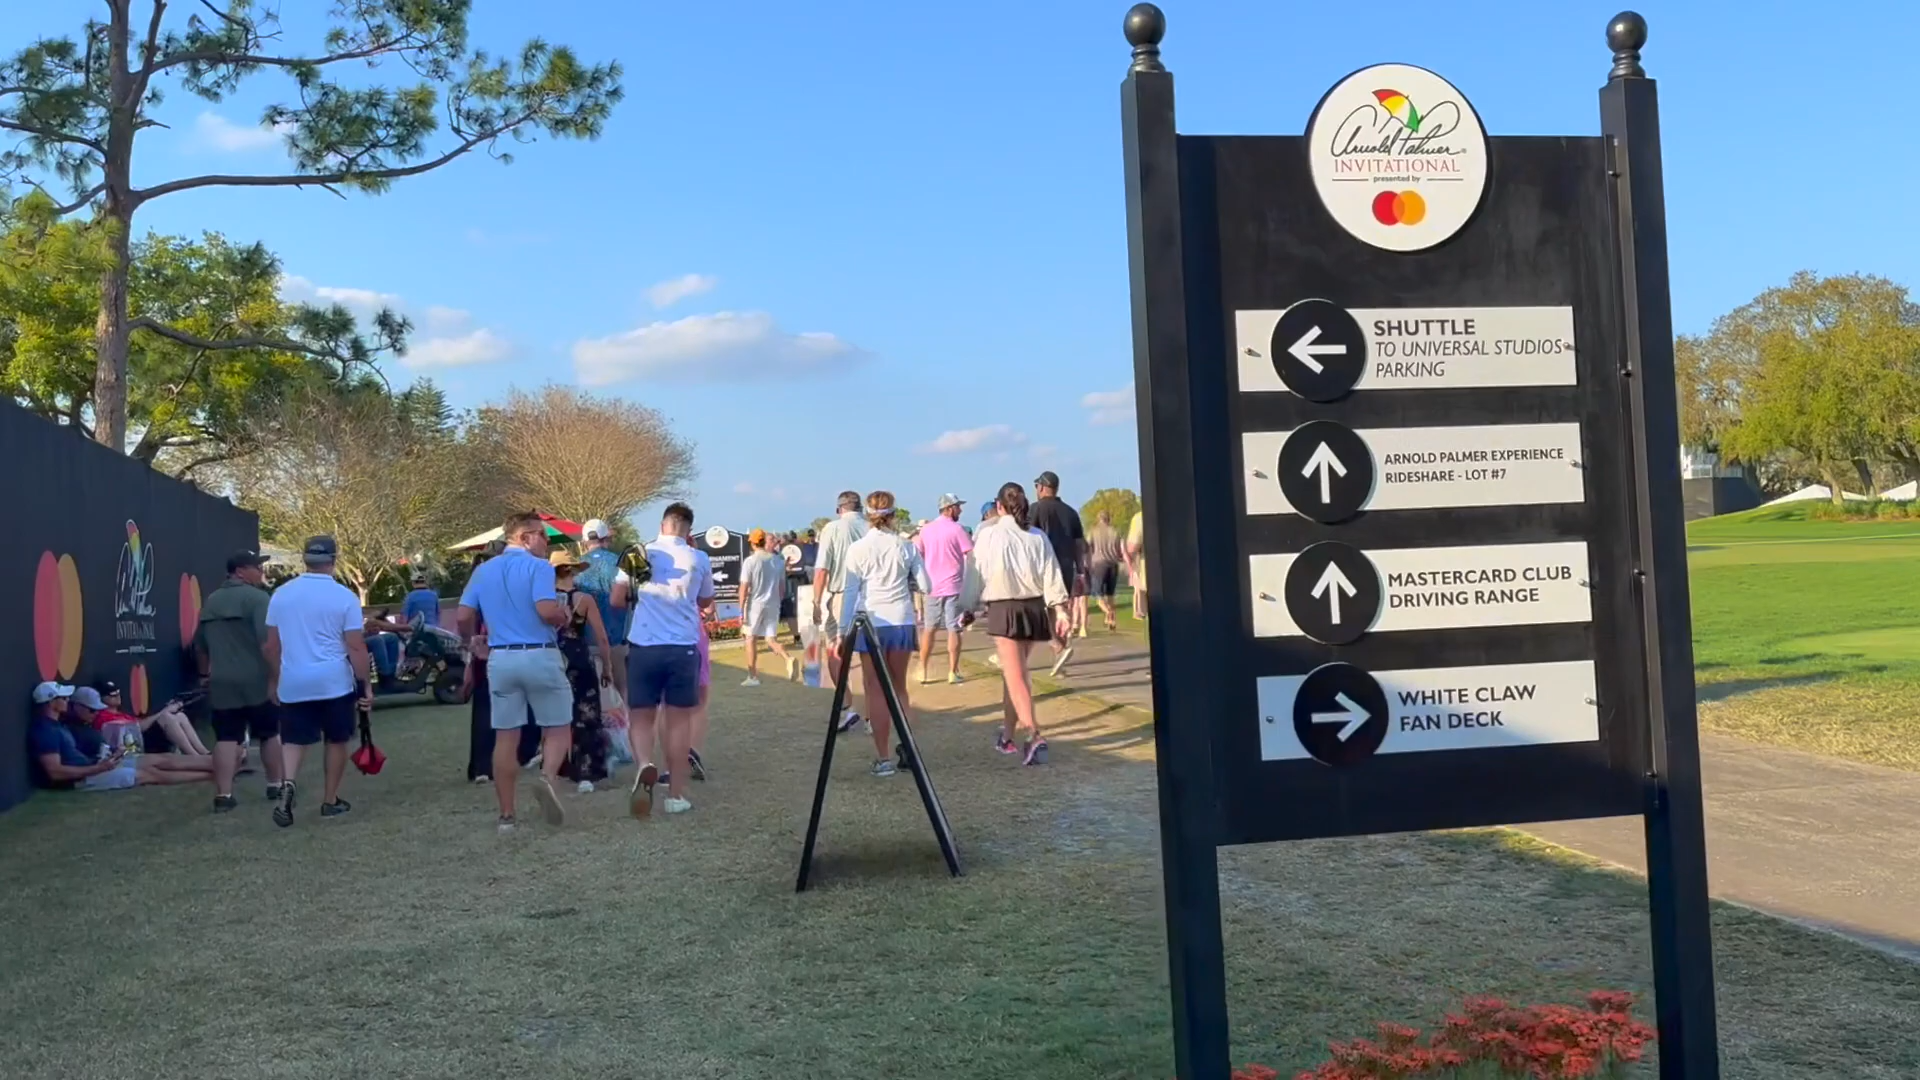 Arnold Palmer
INVITATIONAL
presented by
SHUTTLE
TO UNIVERSAL STUDIOS
PARKING
ARNOLD PALMER EXPERIENCE
RIDESHARE - LOT #7
MASTERCARD CLUB
DRIVING RANGE
WHITE CLAW
FAN DECK
INVITATIONAL